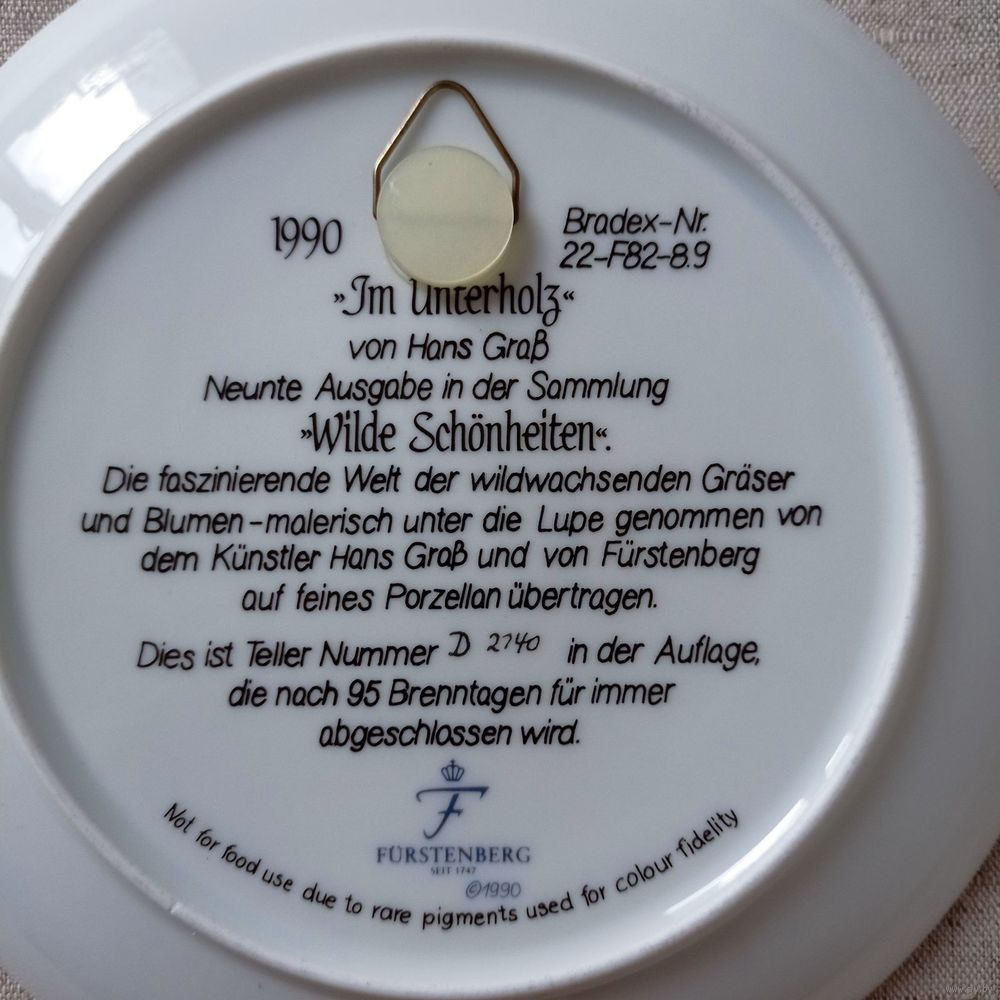 1990
Bradex-Nr.
22-F82-8.9
»Im Unterholz«
von Hans Graß
Neunte Ausgabe in der Sammlung
»Wilde Schönheiten«.
Die faszinierende Welt der wildwachsenden Gräser
und Blumen - malerisch unter die Lupe genommen von
dem Künstler Hans Graß und von Fürstenberg
auf feines Porzellan übertragen.
Dies ist Teller Nummer D 2740 in der Auflage,
die nach 95 Brenntagen für immer
abgeschlossen wird.
F
FÜRSTENBERG
SEIT 1747
©1990
Not for food use due to rare pigments used for colour fidelity